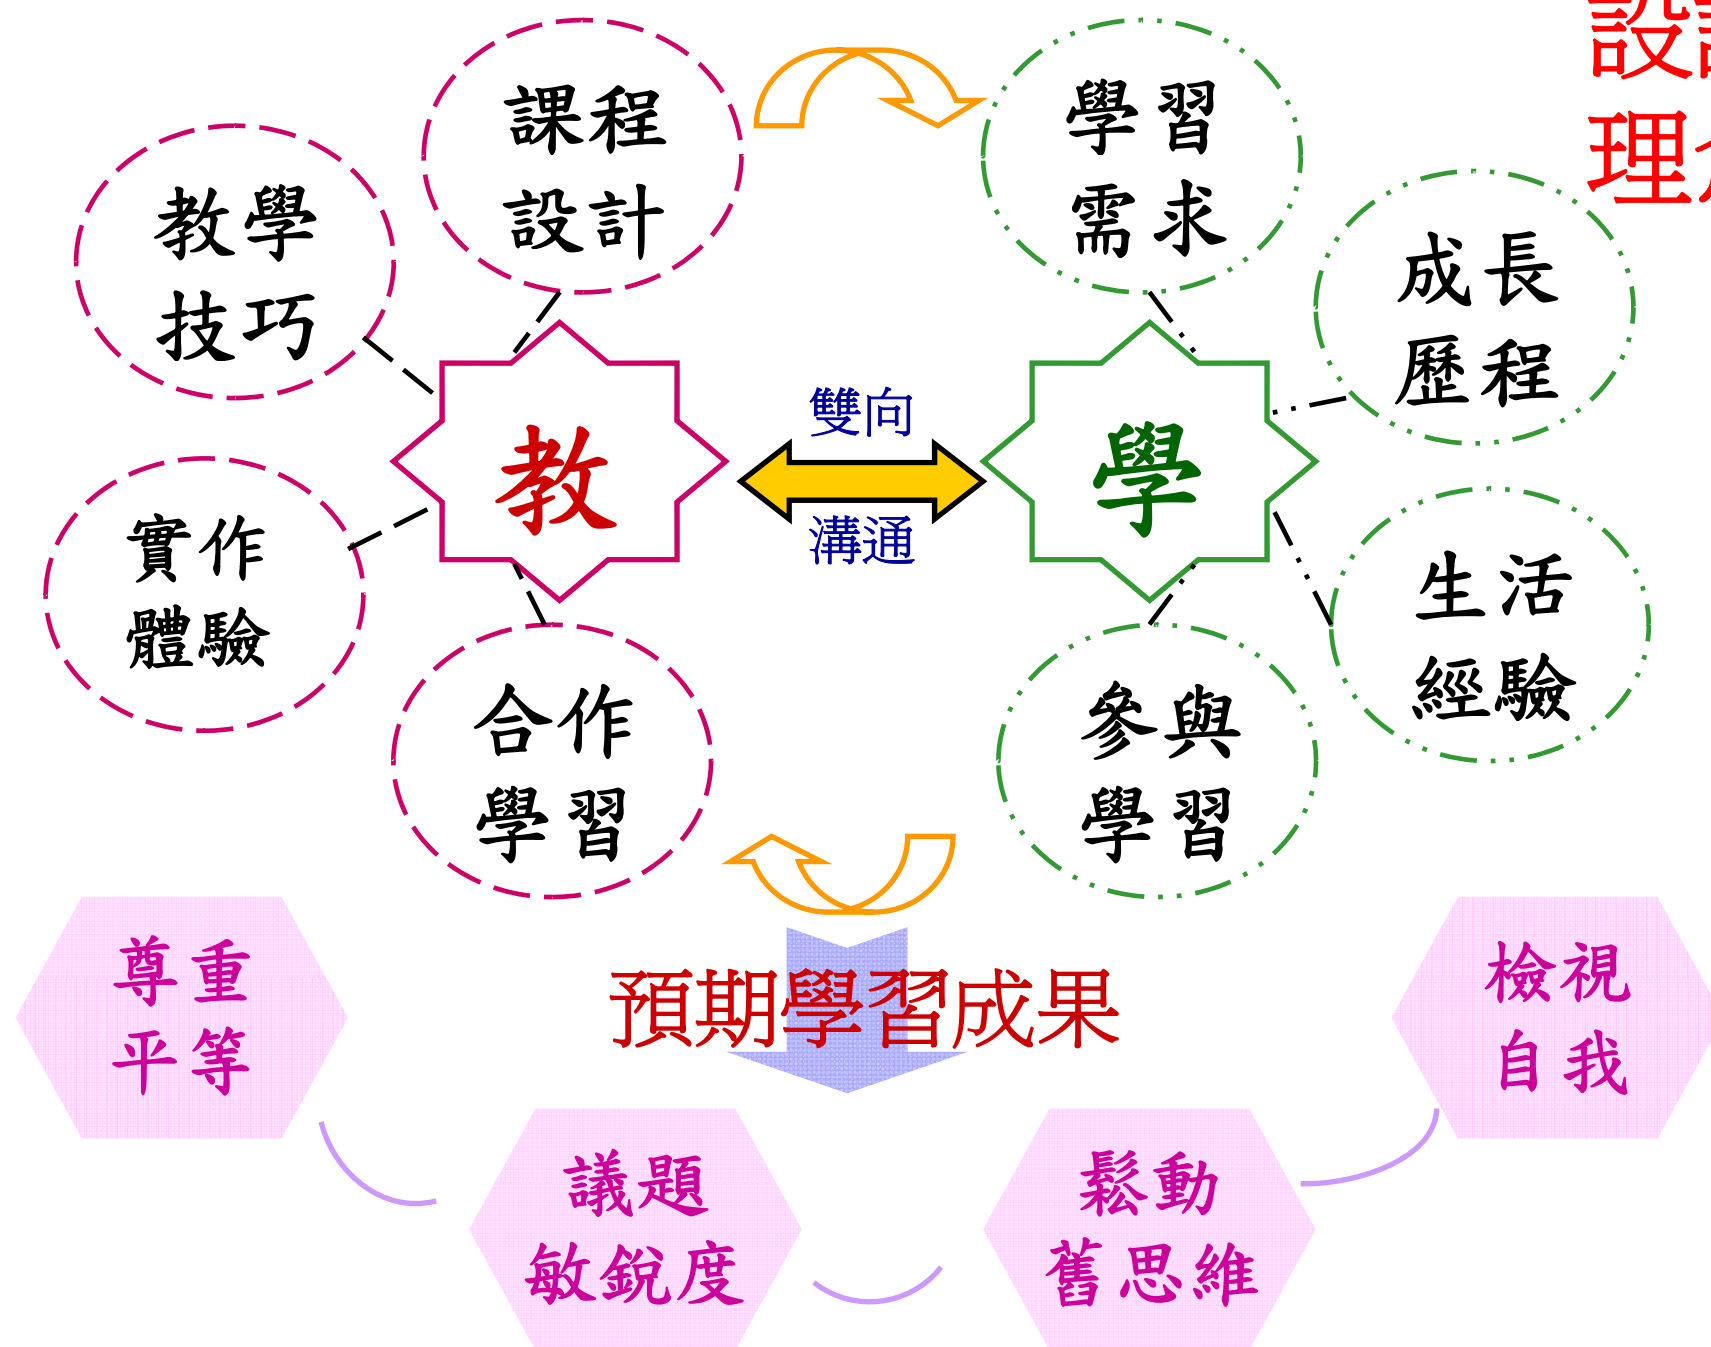 課程
設計
學習
需求
教學
技巧
成長
歷程
教
雙向
溝通
學
實作
體驗
生活
經驗
合作
學習
參與
學習
預期學習成果
尊重
平等
檢視
自我
議題
敏銳度
鬆動
舊思維
設
理